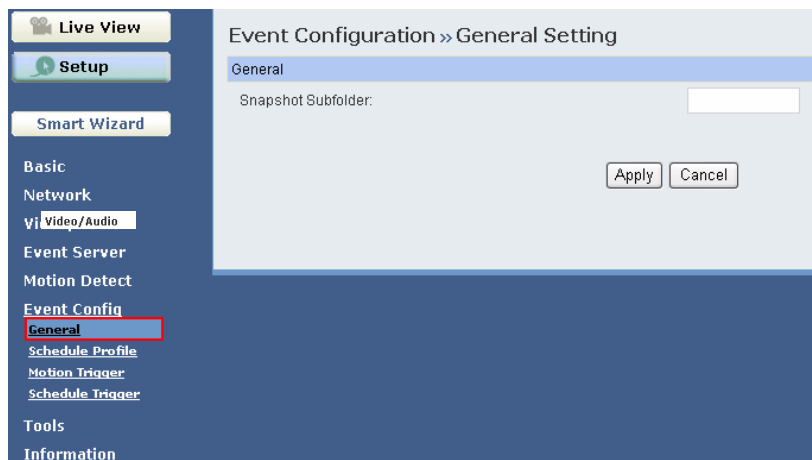 Live View
Setup
Smart Wizard
Basic
Network
Vi
Video/Audio
Event Server
Motion Detect
Event Config
General
Schedule Profile
Motion Trigger
Schedule Trigger
Tools
Information
Event Configuration » General Setting
General
Snapshot Subfolder:
Apply Cancel